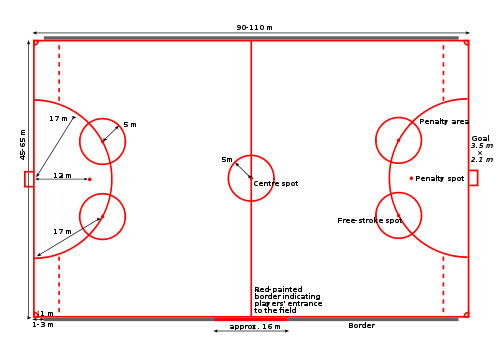 90-110 m
45-65 m
17 m
5 m
Penalty area
Goal
3.5 m
x
2.1 m
5m
12 m
Centre spot
Penalty spot
17 m
Free-stroke spot
Red-painted
border indicating
players' entrance
to the field
1 m
1-3 m
approx. 16 m
Border